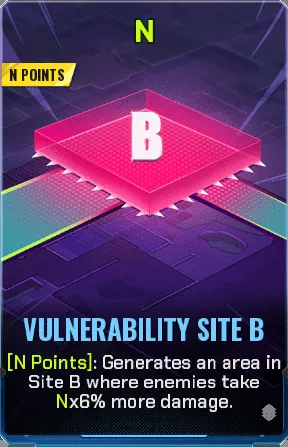 N
N POINTS
B
VULNERABILITY SITE B
[N Points]: Generates an area in
Site B where enemies take
Nx6% more damage.